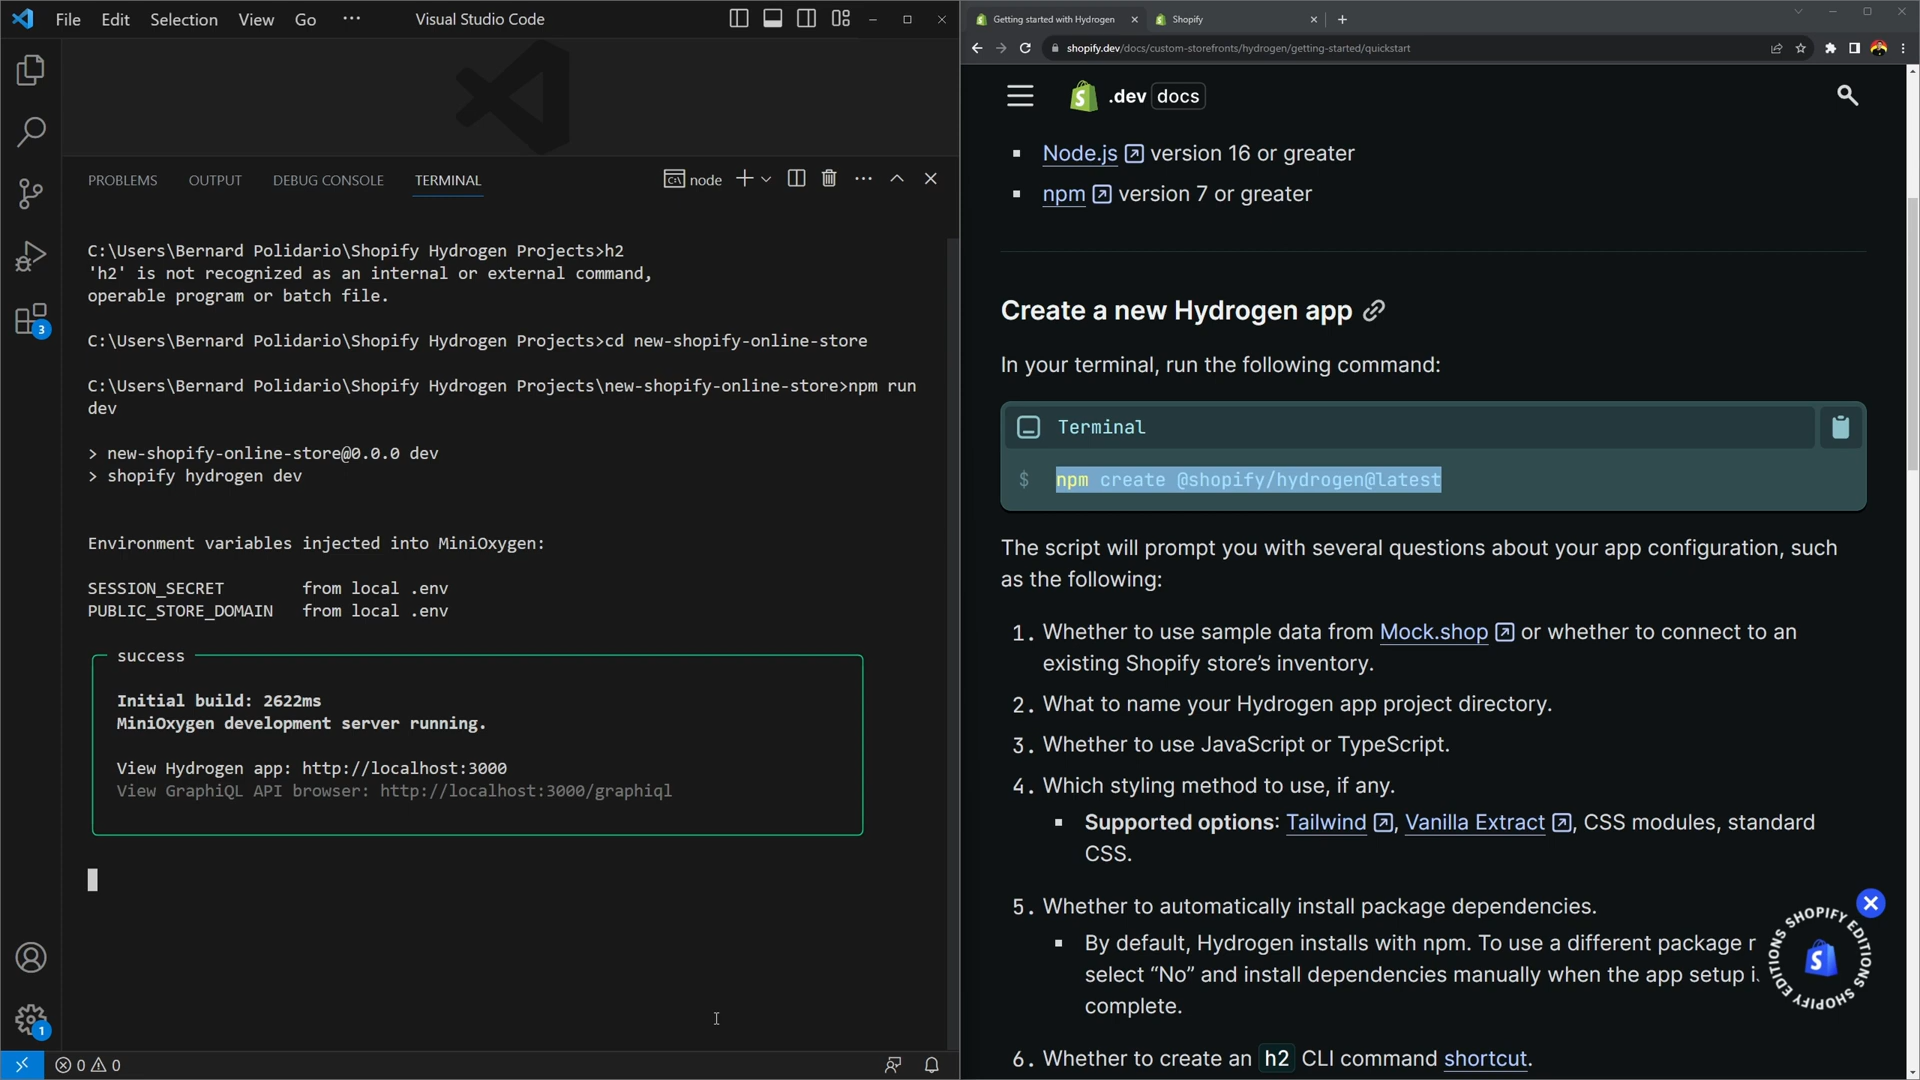 File Edit Selection View Go ··· Visual Studio Code
PROBLEMS OUTPUT DEBUG CONSOLE TERMINAL node
C:\Users\Bernard Polidario\Shopify Hydrogen Projects>h2
'h2' is not recognized as an internal or external command,
operable program or batch file.
C:\Users\Bernard Polidario\Shopify Hydrogen Projects>cd new-shopify-online-store
C:\Users\Bernard Polidario\Shopify Hydrogen Projects\new-shopify-online-store>npm run
dev
> new-shopify-online-store@0.0.0 dev
> shopify hydrogen dev
Environment variables injected into MiniOxygen:
SESSION_SECRET from local .env
PUBLIC_STORE_DOMAIN from local .env
success
Initial build: 2622ms
MiniOxygen development server running.
View Hydrogen app: http://localhost:3000
View GraphiQL API browser: http://localhost:3000/graphiql
3
1
0 0
Getting started with Hydrogen
Shopify
shopify.dev/docs/custom-storefronts/hydrogen/getting-started/quickstart
.dev docs
Node.js version 16 or greater
npm version 7 or greater
Create a new Hydrogen app
In your terminal, run the following command:
Terminal
$ npm create @shopify/hydrogen@latest
The script will prompt you with several questions about your app configuration, such
as the following:
1. Whether to use sample data from Mock.shop or whether to connect to an
existing Shopify store’s inventory.
2. What to name your Hydrogen app project directory.
3. Whether to use JavaScript or TypeScript.
4. Which styling method to use, if any.
Supported options: Tailwind, Vanilla Extract, CSS modules, standard
CSS.
5. Whether to automatically install package dependencies.
By default, Hydrogen installs with npm. To use a different package
select “No” and install dependencies manually when the app setup
complete.
6. Whether to create an h2 CLI command shortcut.
SHOPIFY EDITIONS SHOPIFY EDITIONS